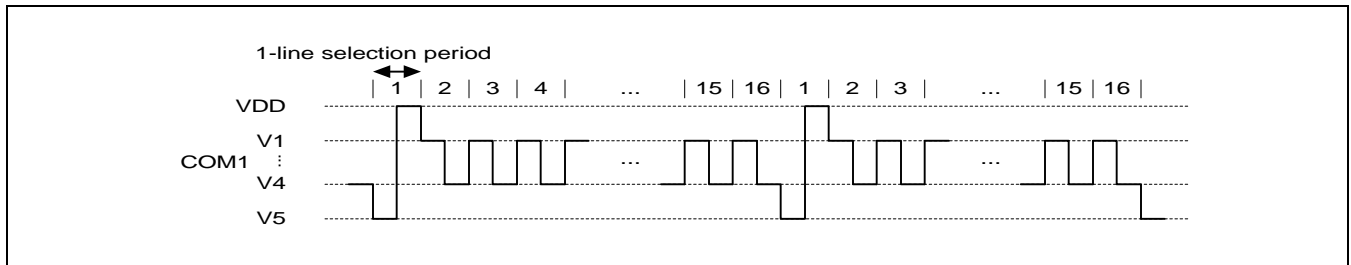 1-line selection period
| 1 | 2 | 3 | 4 | ... | 15 | 16 | 1 | 2 | 3 | ... | 15 | 16 |
VDD
V1
COM1 ⋮ ... ...
V4
V5